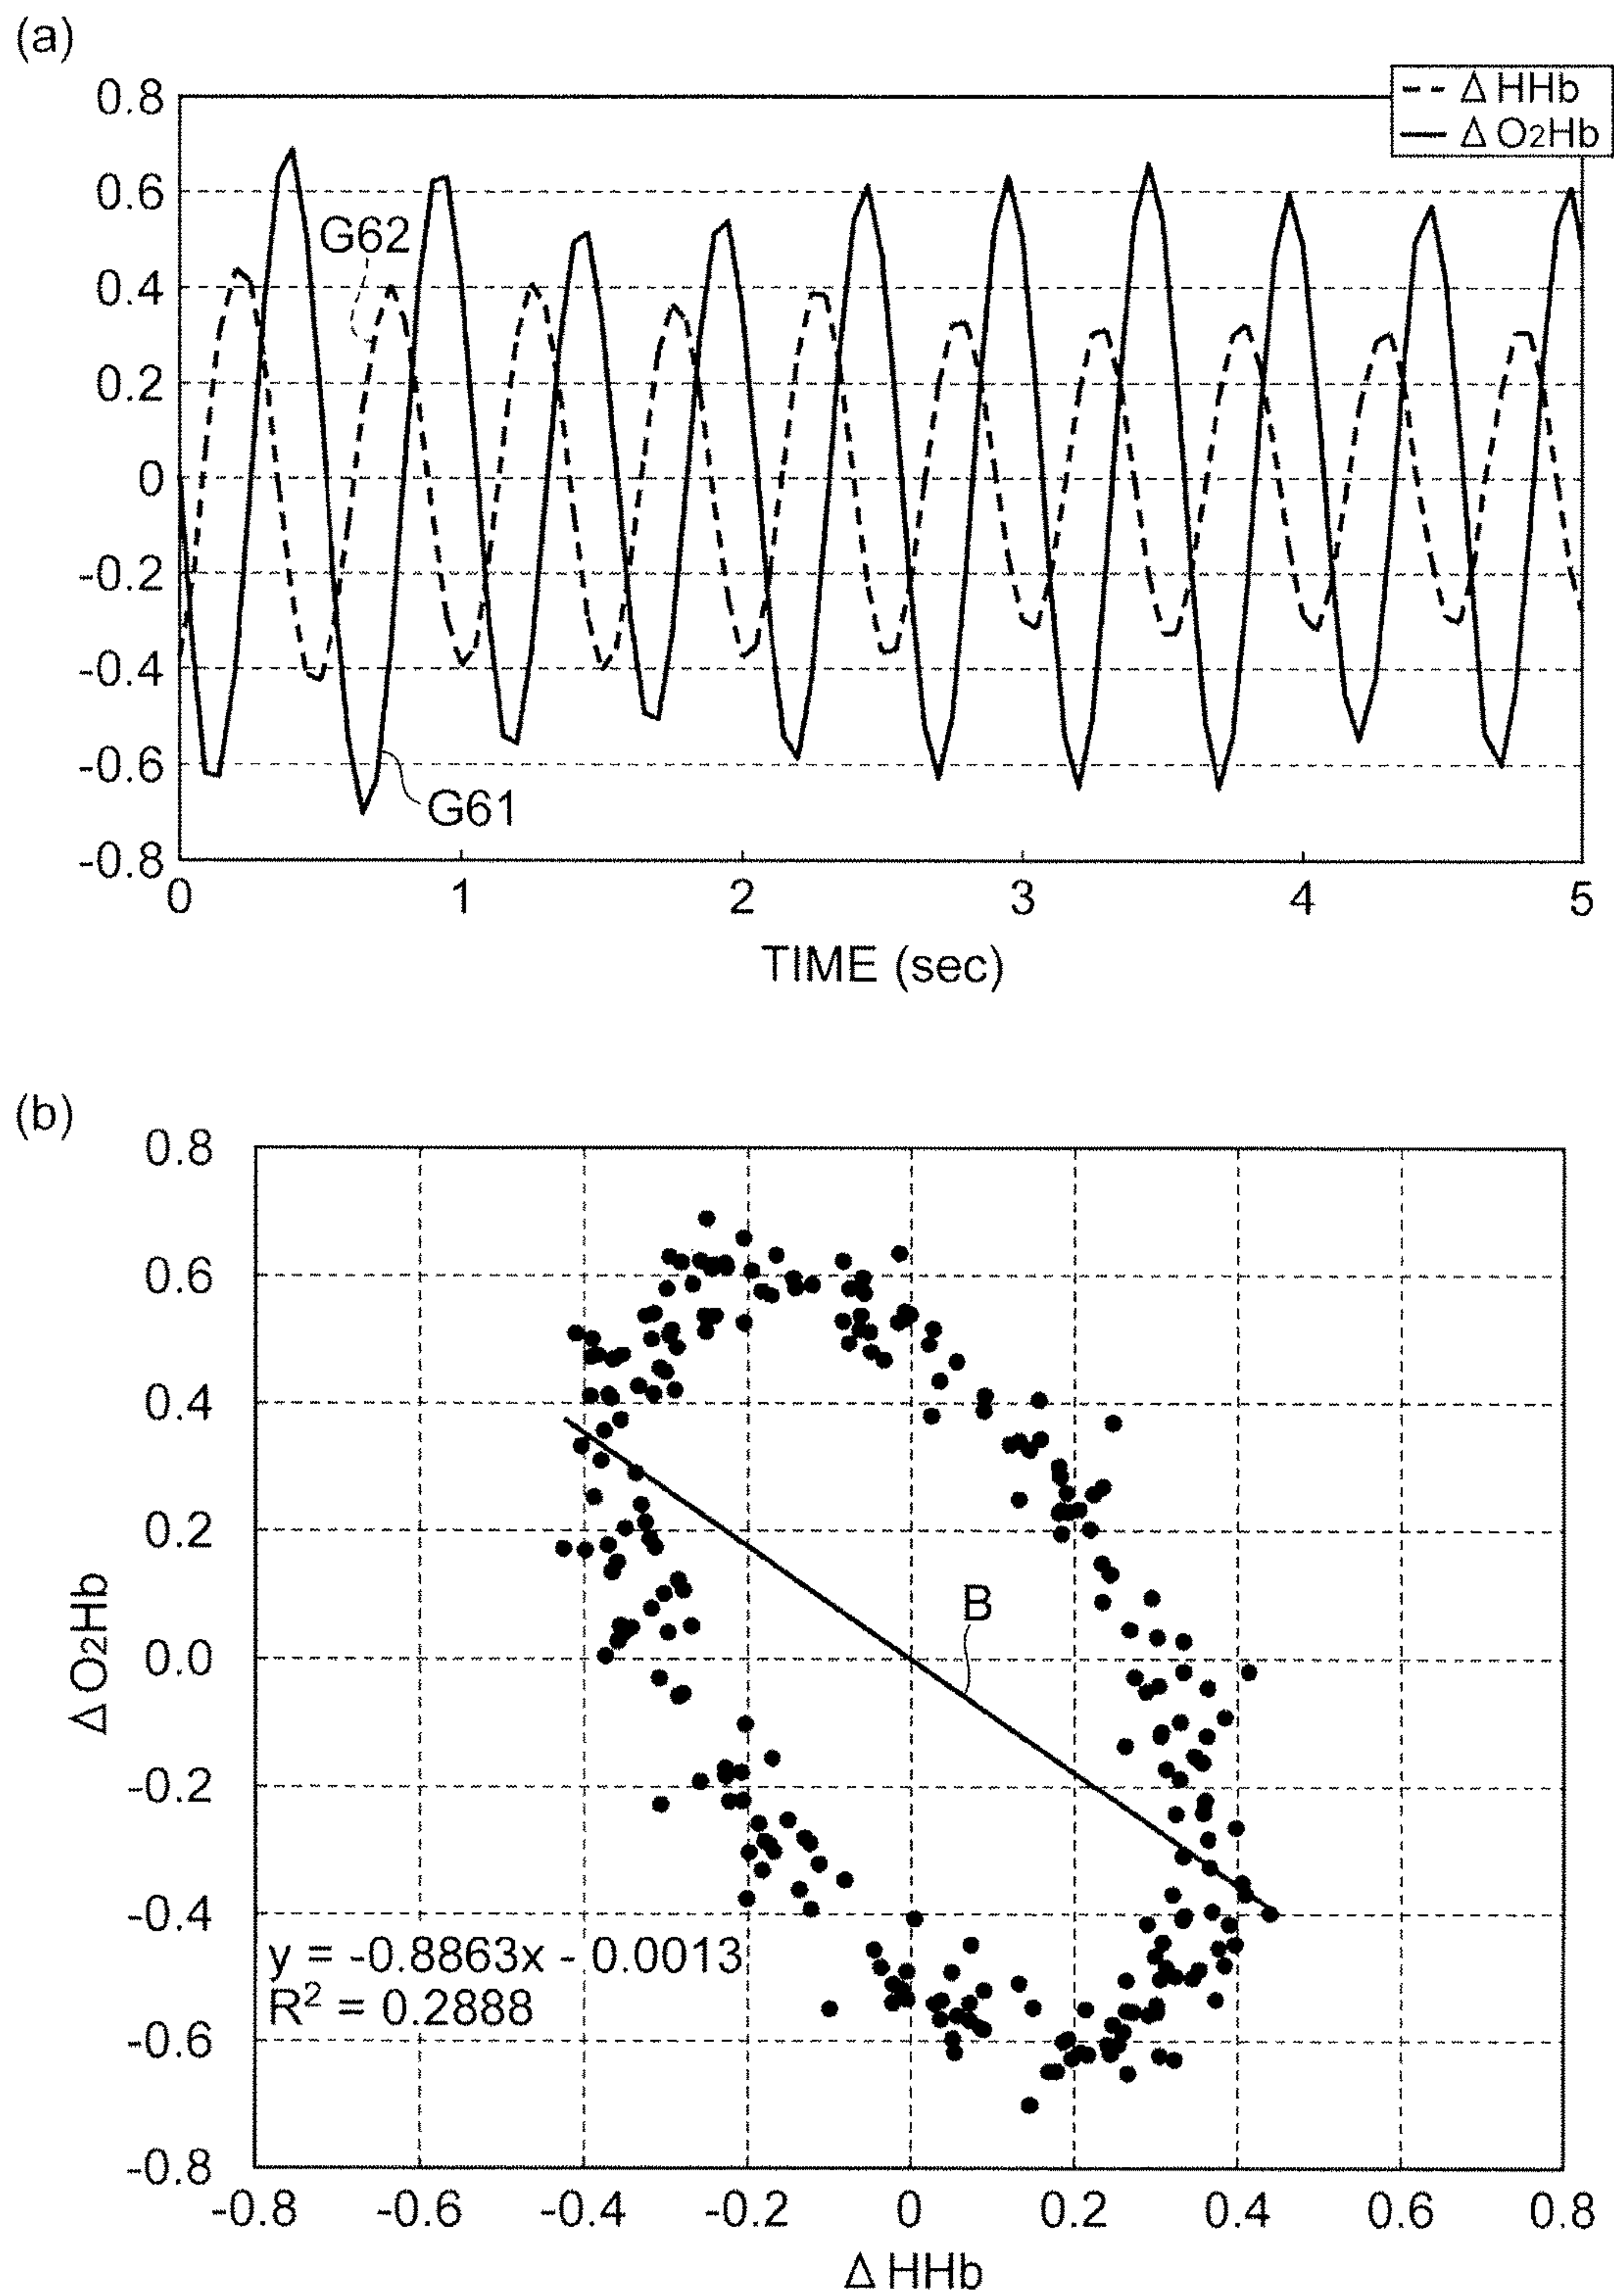 (a)
Δ HHb
Δ O2Hb
0.8
0.6
0.4
0.2
0
-0.2
-0.4
-0.6
-0.8
G62
G61
0 1 2 3 4 5
TIME (sec)
(b)
0.8
0.6
0.4
0.2
0.0
-0.2
-0.4
-0.6
-0.8
Δ O2Hb
B
y = -0.8863x - 0.0013
R² = 0.2888
-0.8 -0.6 -0.4 -0.2 0 0.2 0.4 0.6 0.8
Δ HHb